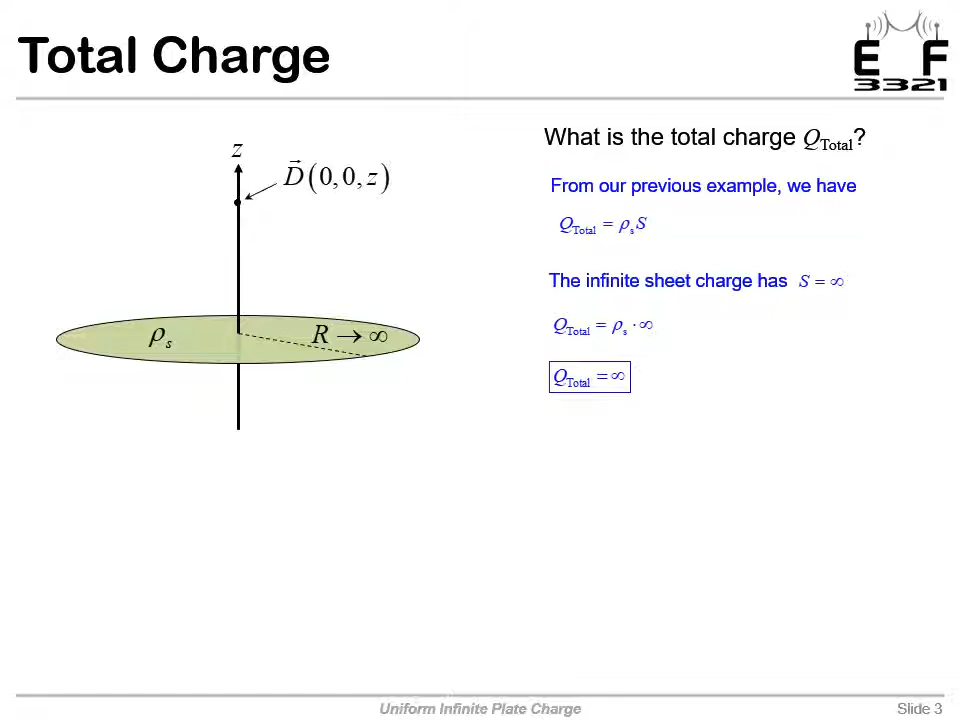 Total Charge
E F
3321
z
D⃗(0,0,z)
ρs
R → ∞
What is the total charge QTotal?
From our previous example, we have
QTotal = ρsS
The infinite sheet charge has S = ∞
QTotal = ρs · ∞
QTotal = ∞
Uniform Infinite Plate Charge
Slide 3